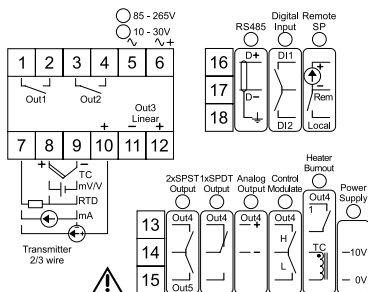 85 - 265V
10 - 30V
∿ ∿ +
1 2 3 4 5 6
Out1 Out2
Out3
Linear
+ − +
7 8 9 10 11 12
+ −
TC
mV/V
RTD
mA
+
Transmitter
2/3 wire
RS485
Digital
Input
Remote
SP
16
17
18
D+
D−
DI1
DI2
+
−
Rem
Local
2xSPST
Output
1xSPDT
Output
Analog
Output
Control
Modulate
Heater
Burnout
Power
Supply
13
14
15
Out4
Out5
Out4
Out4
+
Out4
H
L
Out4
1
TC
−10V
− 0V